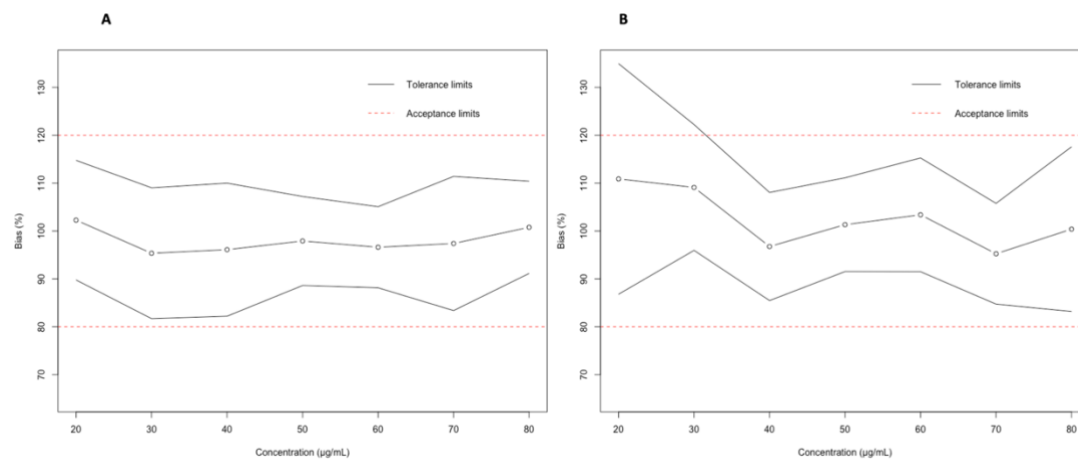 A
Bias (%)
130
120
110
100
90
80
70
Tolerance limits
Acceptance limits
20 30 40 50 60 70 80
Concentration (µg/mL)
B
Bias (%)
130
120
110
100
90
80
70
Tolerance limits
Acceptance limits
20 30 40 50 60 70 80
Concentration (µg/mL)